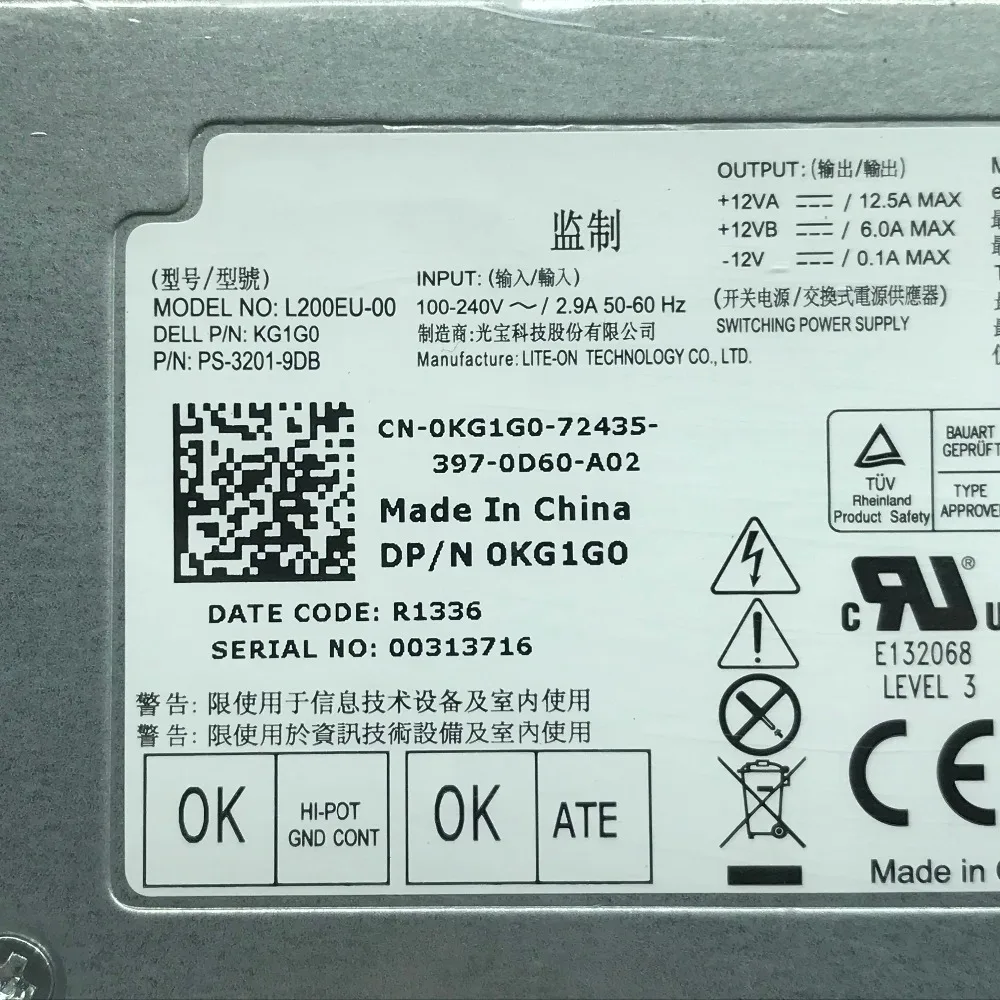 监制
(型号/型號)
MODEL NO: L200EU-00
DELL P/N: KG1G0
P/N: PS-3201-9DB
INPUT: (输入/輸入)
100-240V ～ / 2.9A 50-60 Hz
制造商:光宝科技股份有限公司
Manufacture: LITE-ON TECHNOLOGY CO., LTD.
OUTPUT: (输出/輸出)
+12VA ⎓ / 12.5A MAX
+12VB ⎓ / 6.0A MAX
-12V ⎓ / 0.1A MAX
(开关电源/交換式電源供應器)
SWITCHING POWER SUPPLY
CN-0KG1G0-72435-
397-0D60-A02
Made In China
DP/N 0KG1G0
DATE CODE: R1336
SERIAL NO: 00313716
TÜV
Rheinland
Product Safety
BAUART
GEPRÜFT
TYPE
APPROVE
c RU ® U
E132068
LEVEL 3
CE
警告: 限使用于信息技术设备及室内使用
警告: 限使用於資訊技術設備及室內使用
OK
HI-POT
GND CONT
OK
ATE
Made in